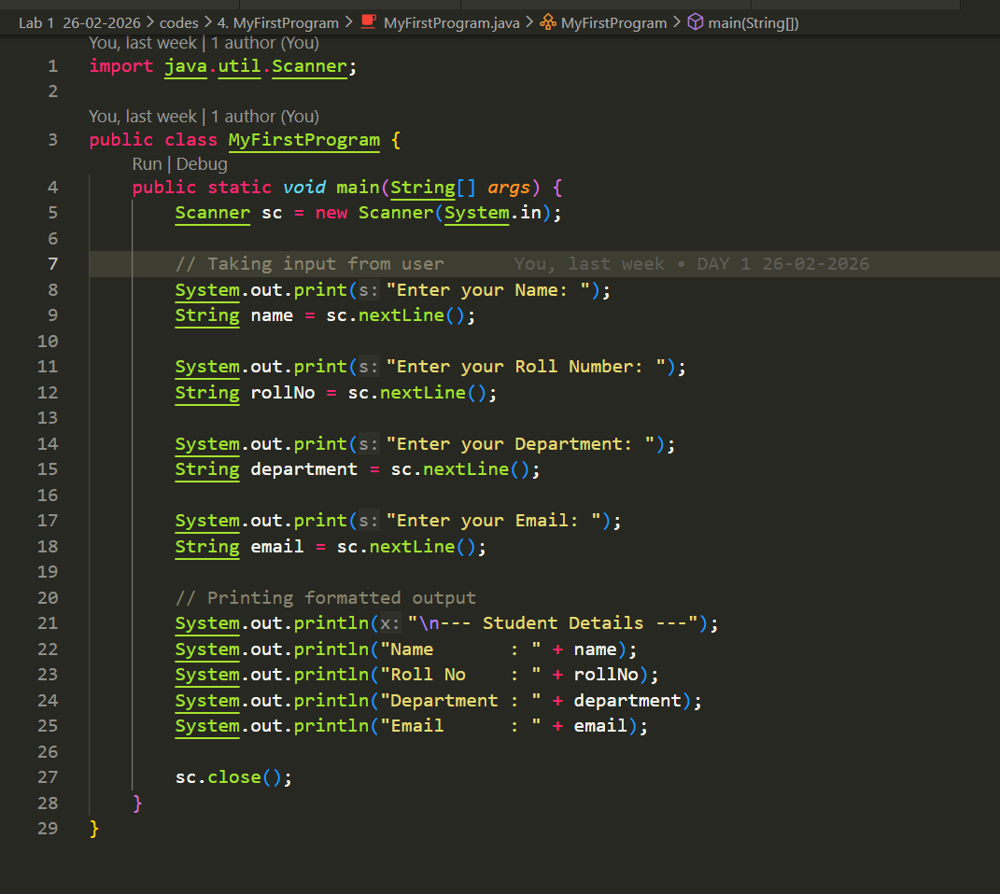 Lab 1  26-02-2026 > codes > 4. MyFirstProgram > MyFirstProgram.java > MyFirstProgram > main(String[])
You, last week | 1 author (You)
1 import java.util.Scanner;
2
You, last week | 1 author (You)
3 public class MyFirstProgram {
Run | Debug
4     public static void main(String[] args) {
5         Scanner sc = new Scanner(System.in);
6
7         // Taking input from user     You, last week • DAY 1 26-02-2026
8         System.out.print(s: "Enter your Name: ");
9         String name = sc.nextLine();
10
11         System.out.print(s: "Enter your Roll Number: ");
12         String rollNo = sc.nextLine();
13
14         System.out.print(s: "Enter your Department: ");
15         String department = sc.nextLine();
16
17         System.out.print(s: "Enter your Email: ");
18         String email = sc.nextLine();
19
20         // Printing formatted output
21         System.out.println(x: "\n--- Student Details ---");
22         System.out.println("Name       : " + name);
23         System.out.println("Roll No    : " + rollNo);
24         System.out.println("Department : " + department);
25         System.out.println("Email      : " + email);
26
27         sc.close();
28     }
29 }